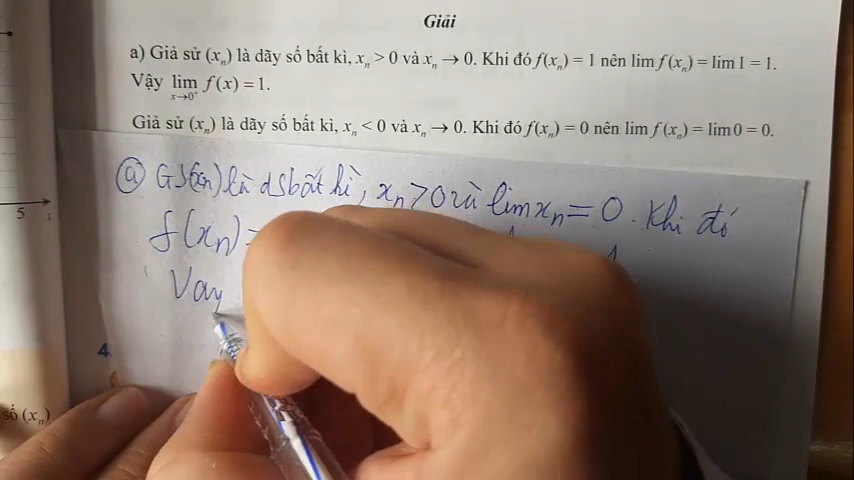 Giải
a) Giả sử (xₙ) là dãy số bất kì, xₙ > 0 và xₙ → 0. Khi đó f(xₙ) = 1 nên lim f(xₙ) = lim 1 = 1.
Vậy lim f(x) = 1.
x→0⁺
Giả sử (xₙ) là dãy số bất kì, xₙ < 0 và xₙ → 0. Khi đó f(xₙ) = 0 nên lim f(xₙ) = lim 0 = 0.
a GS(xₙ) là ds bất kì, xₙ > 0 và lim xₙ = 0. Khi đó
f(xₙ) =
Vay
5
4
số (xₙ)